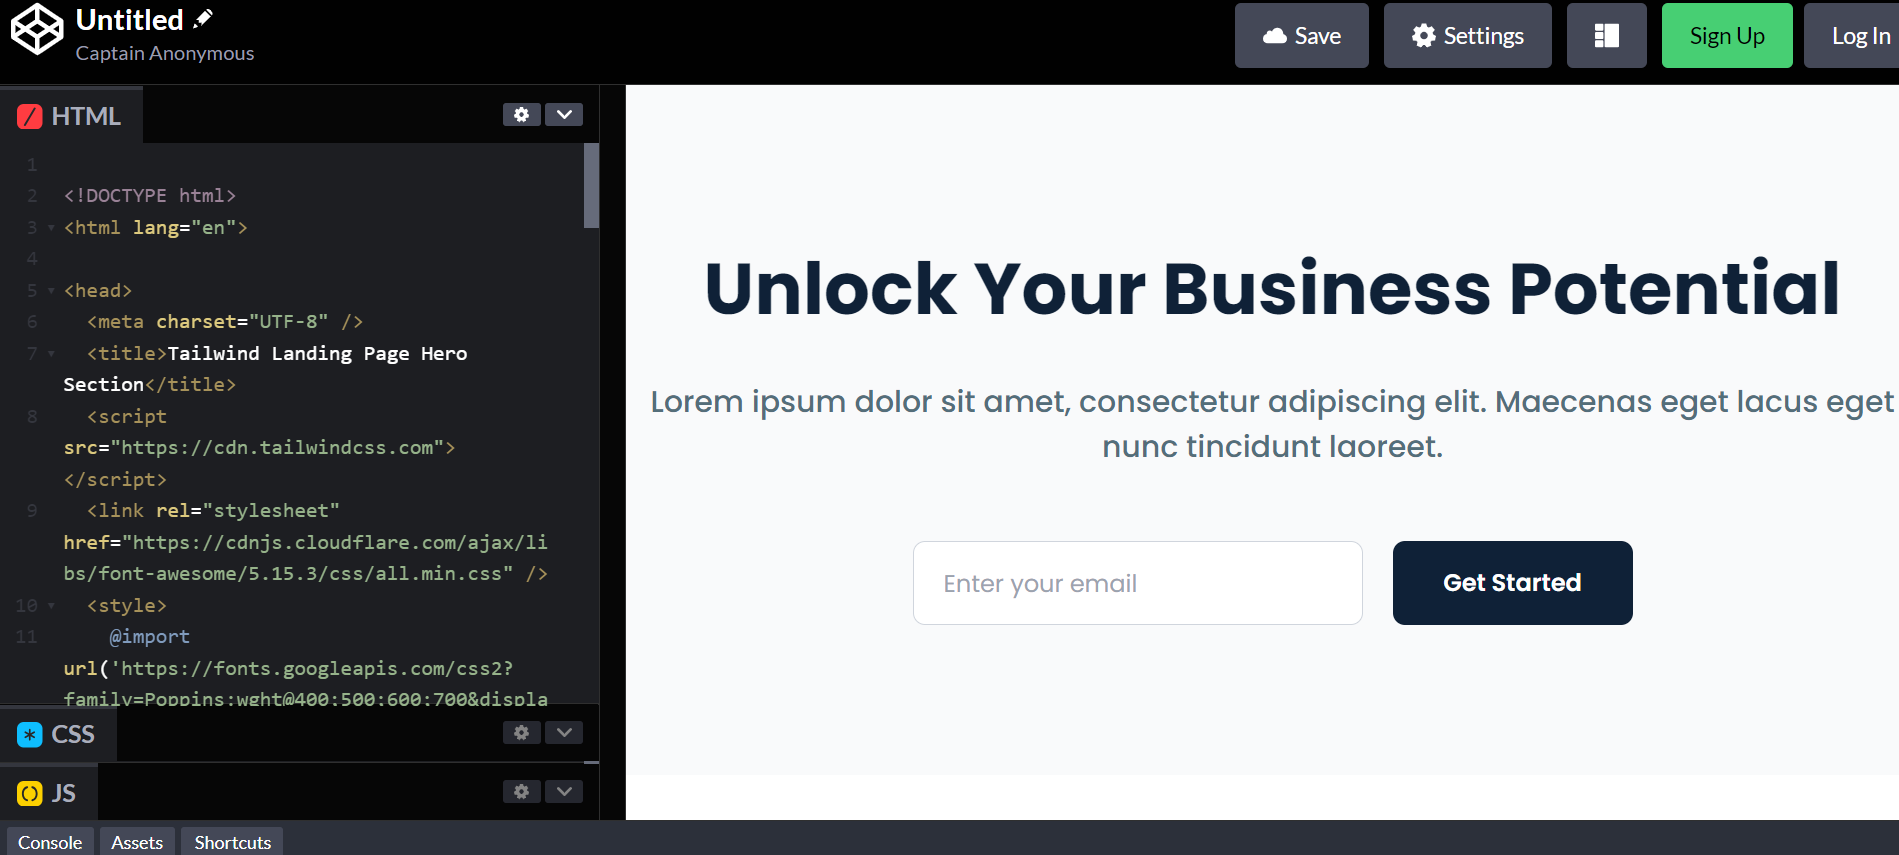 Untitled
Captain Anonymous
Save
Settings
Sign Up
Log In
HTML
1
2 <!DOCTYPE html>
3 <html lang="en">
4
5 <head>
6 <meta charset="UTF-8" />
7 <title>Tailwind Landing Page Hero
Section</title>
8 <script
src="https://cdn.tailwindcss.com">
</script>
9 <link rel="stylesheet"
href="https://cdnjs.cloudflare.com/ajax/li
bs/font-awesome/5.15.3/css/all.min.css" />
10 <style>
11 @import
url('https://fonts.googleapis.com/css2?
family=Poppins:wght@400;500;600;700&displa
CSS
JS
Console
Assets
Shortcuts
Unlock Your Business Potential
Lorem ipsum dolor sit amet, consectetur adipiscing elit. Maecenas eget lacus eget
nunc tincidunt laoreet.
Enter your email
Get Started